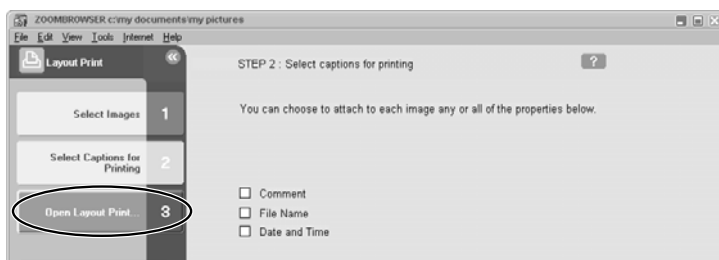 ZOOMBROWSER c:\my documents\my pictures
File Edit View Tools Internet Help
Layout Print
STEP 2 : Select captions for printing
?
Select Images 1
You can choose to attach to each image any or all of the properties below.
Select Captions for
Printing 2
Open Layout Print... 3
Comment
File Name
Date and Time